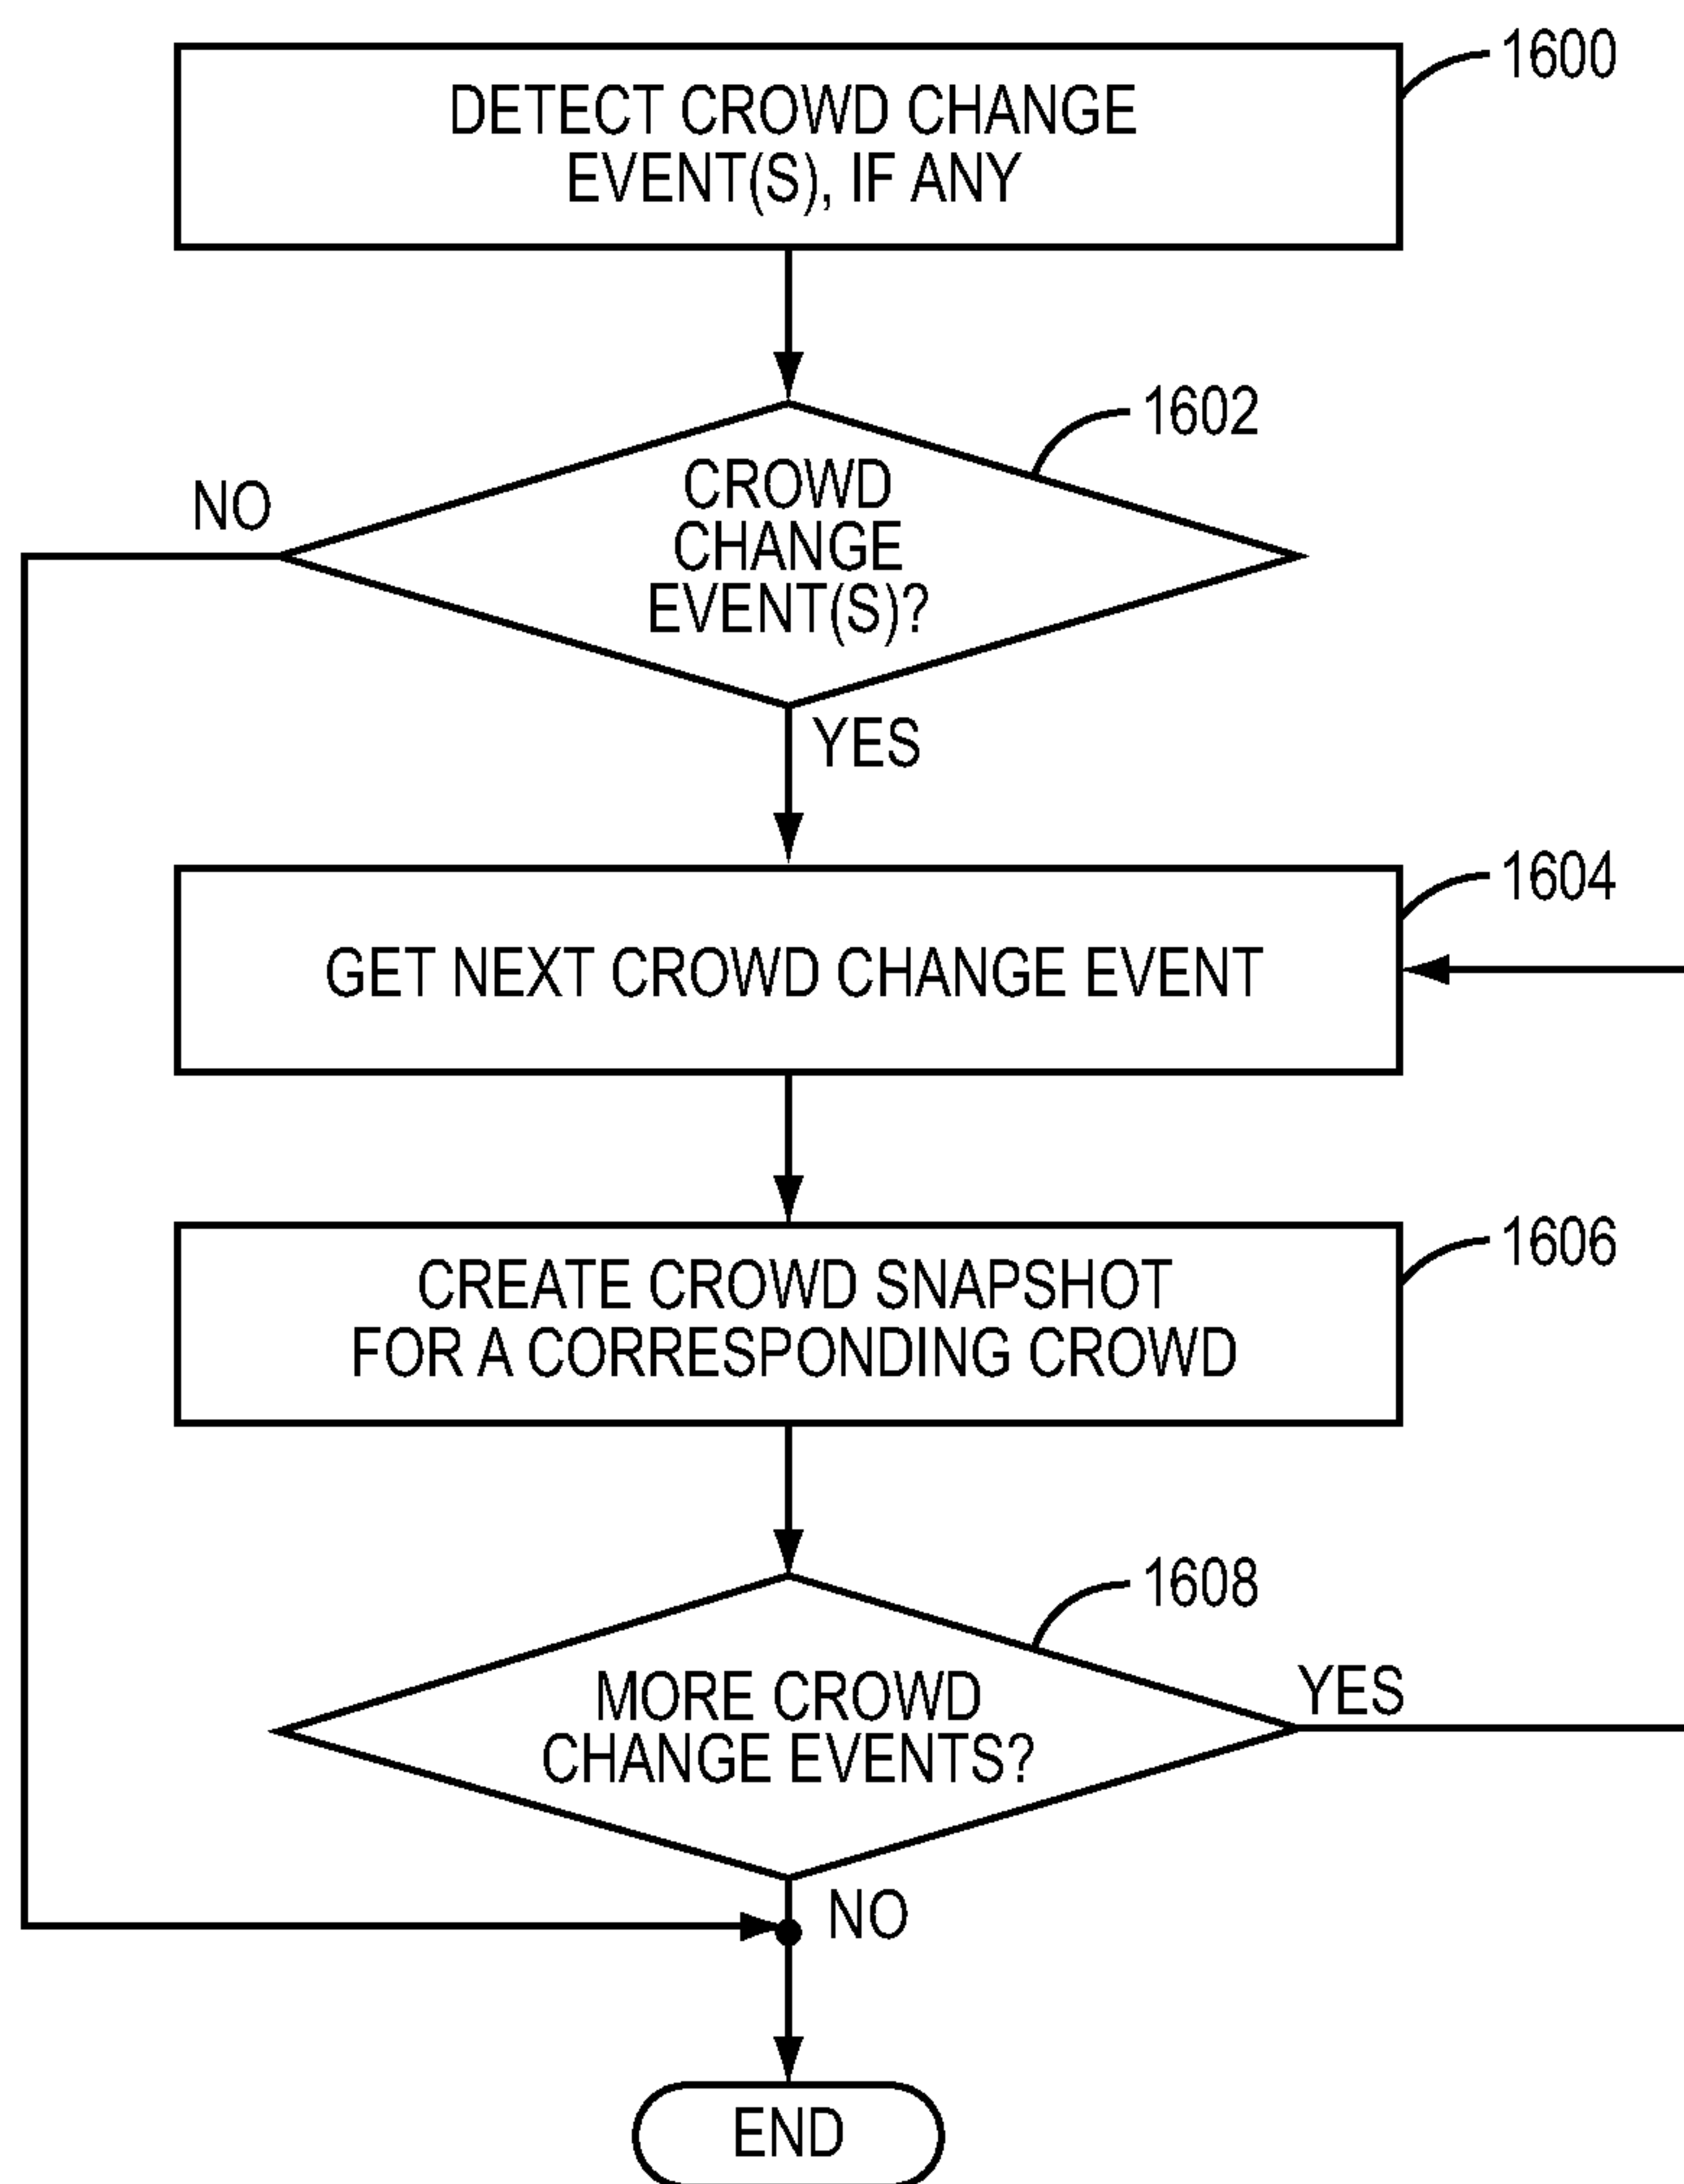 1600
DETECT CROWD CHANGE
EVENT(S), IF ANY
1602
NO
CROWD
CHANGE
EVENT(S)?
YES
1604
GET NEXT CROWD CHANGE EVENT
1606
CREATE CROWD SNAPSHOT
FOR A CORRESPONDING CROWD
1608
MORE CROWD
CHANGE EVENTS?
YES
NO
END